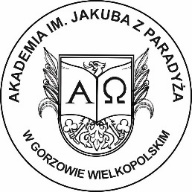 AKADEMIA IM. JAKUBA Z PARADYŻA
Α Ω
W GORZOWIE WIELKOPOLSKIM